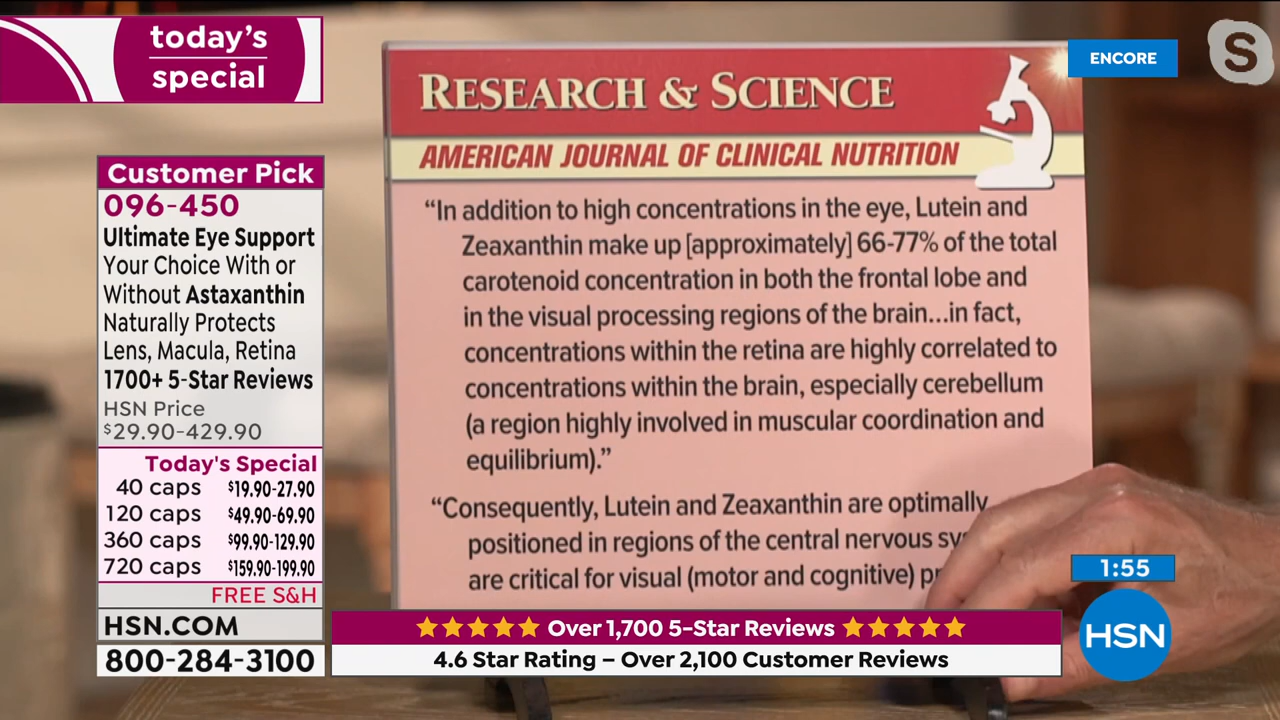 today's
special
ENCORE
S
RESEARCH & SCIENCE
AMERICAN JOURNAL OF CLINICAL NUTRITION
“In addition to high concentrations in the eye, Lutein and
Zeaxanthin make up [approximately] 66-77% of the total
carotenoid concentration in both the frontal lobe and
in the visual processing regions of the brain...in fact,
concentrations within the retina are highly correlated to
concentrations within the brain, especially cerebellum
(a region highly involved in muscular coordination and
equilibrium).”
“Consequently, Lutein and Zeaxanthin are optimally
positioned in regions of the central nervous
are critical for visual (motor and cognitive)
Customer Pick
096-450
Ultimate Eye Support
Your Choice With or
Without Astaxanthin
Naturally Protects
Lens, Macula, Retina
1700+ 5-Star Reviews
HSN Price
$29.90-429.90
Today's Special
40 caps $19.90-27.90
120 caps $49.90-69.90
360 caps $99.90-129.90
720 caps $159.90-199.90
FREE S&H
HSN.COM
800-284-3100
Over 1,700 5-Star Reviews
4.6 Star Rating – Over 2,100 Customer Reviews
1:55
HSN